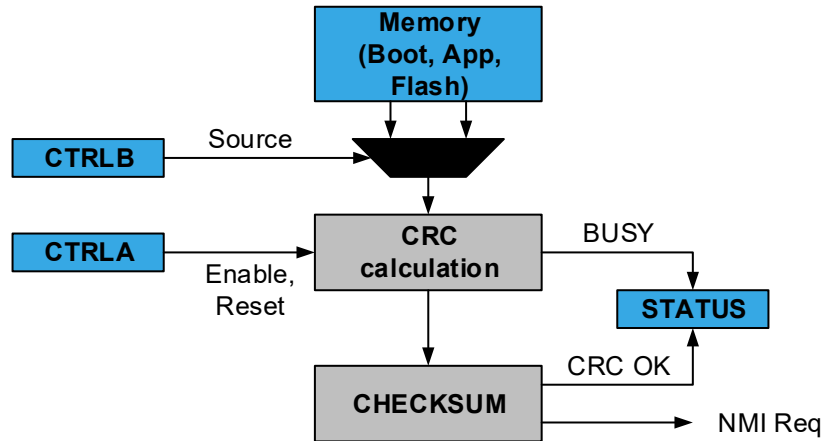 Memory
(Boot, App,
Flash)
CTRLB
Source
CTRLA
Enable,
Reset
CRC
calculation
BUSY
STATUS
CHECKSUM
CRC OK
NMI Req